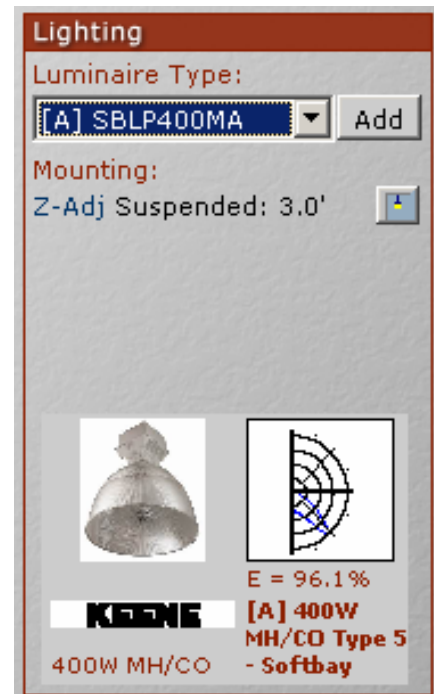 Lighting
Luminaire Type:
[A] SBLP400MA
Add
Mounting:
Z-Adj Suspended: 3.0'
E = 96.1%
KEENE
[A] 400W
MH/CO Type 5
- Softbay
400W MH/CO